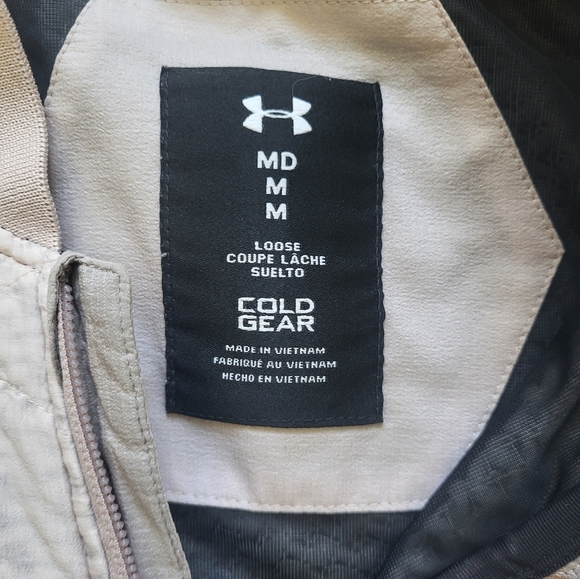 MD
M
M
LOOSE
COUPE LÂCHE
SUELTO
COLD
GEAR
MADE IN VIETNAM
FABRIQUÉ AU VIETNAM
HECHO EN VIETNAM